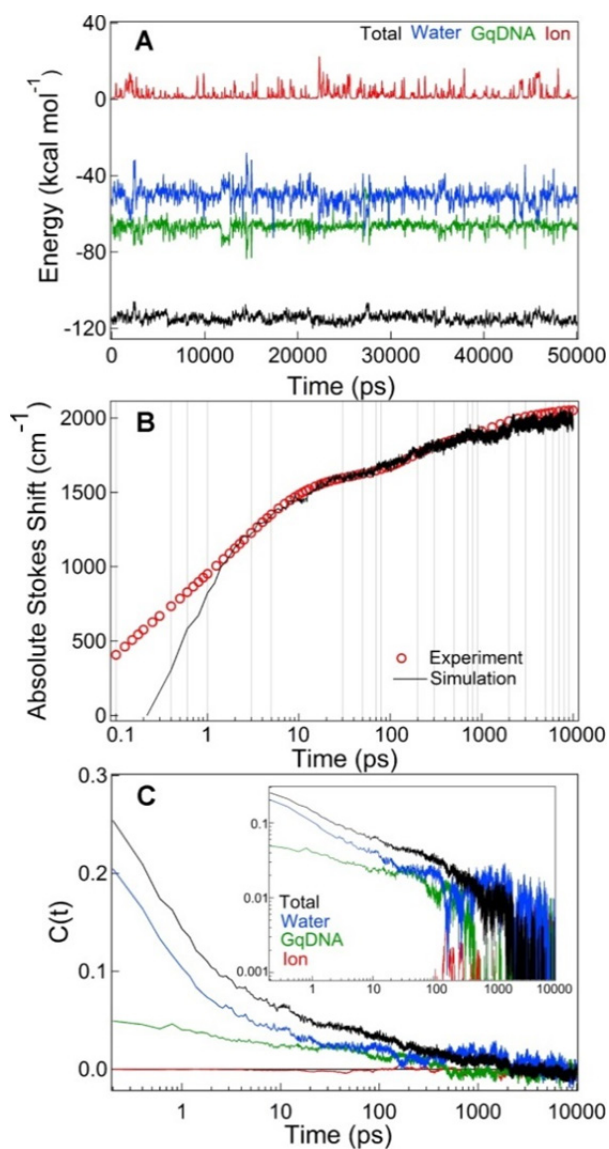 A
Total Water GqDNA Ion
Energy (kcal mol-1)
40
0
-40
-80
-120
0 10000 20000 30000 40000 50000
Time (ps)
B
Absolute Stokes Shift (cm-1)
2000
1500
1000
500
0
Experiment
Simulation
0.1 1 10 100 1000 10000
Time (ps)
C
C(t)
0.3
0.2
0.1
0.0
0.1
0.01
0.001
Total
Water
GqDNA
Ion
1 10 100 1000 10000
1 10 100 1000 10000
Time (ps)